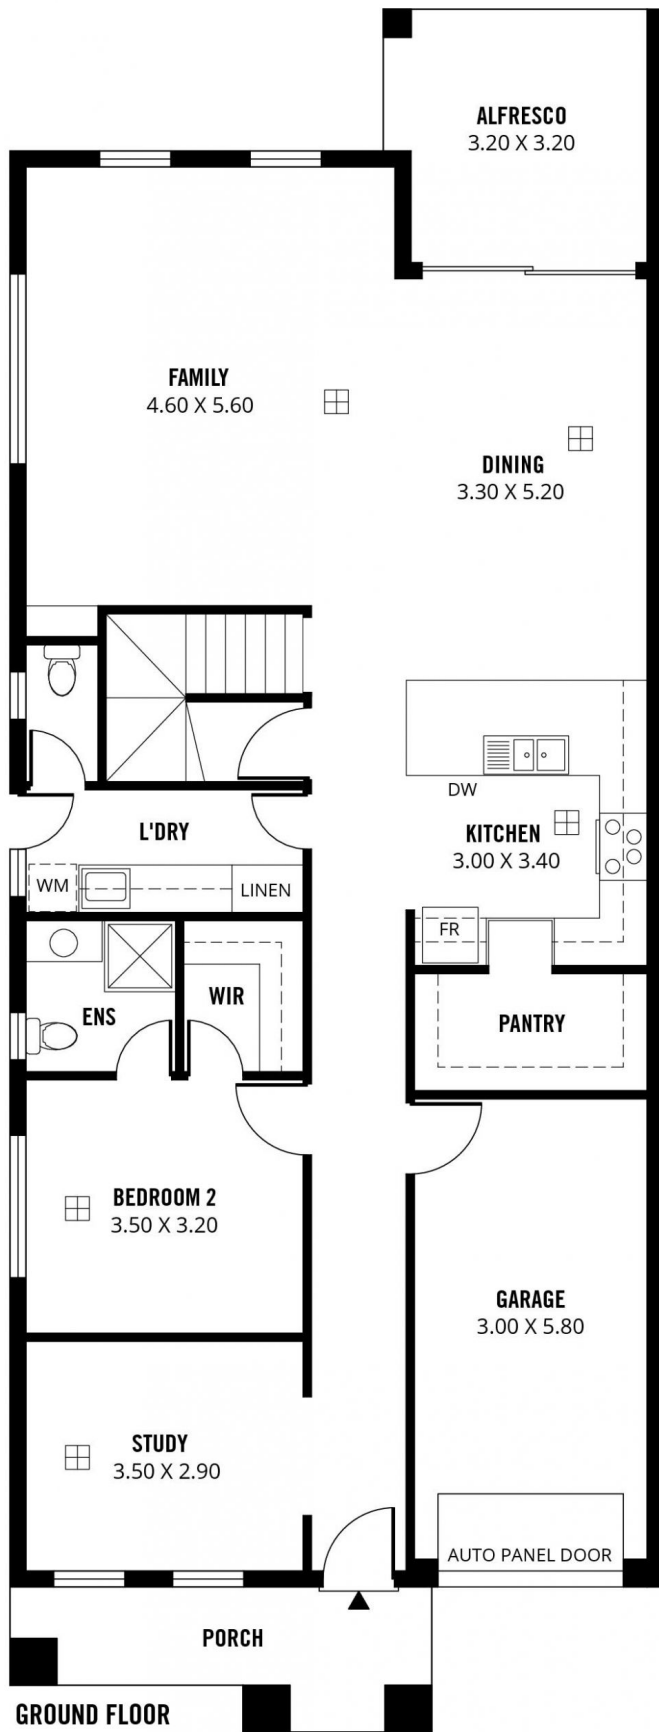 ALFRESCO
3.20 X 3.20
FAMILY
4.60 X 5.60
DINING
3.30 X 5.20
DW
L'DRY
KITCHEN
3.00 X 3.40
WM
LINEN
FR
ENS
WIR
PANTRY
BEDROOM 2
3.50 X 3.20
GARAGE
3.00 X 5.80
STUDY
3.50 X 2.90
AUTO PANEL DOOR
PORCH
GROUND FLOOR